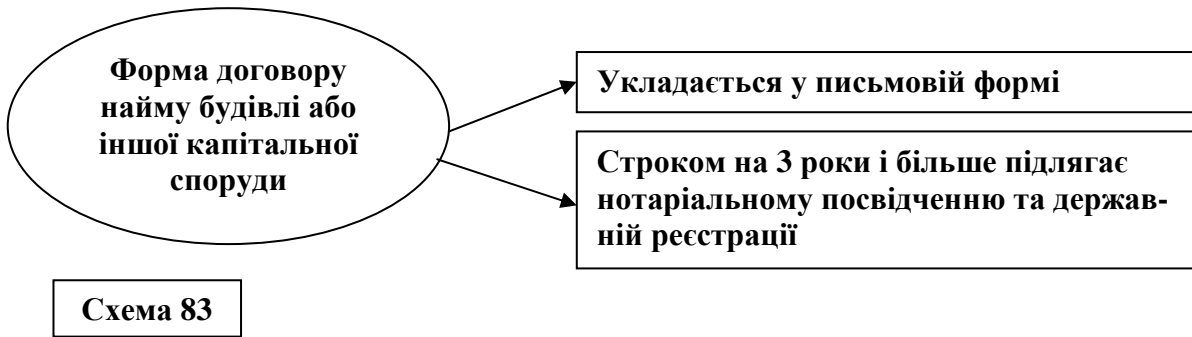 Форма договору
найму будівлі або
іншої капітальної
споруди
Укладається у письмовій формі
Строком на 3 роки і більше підлягає
нотаріальному посвідченню та держав-
ній реєстрації
Схема 83